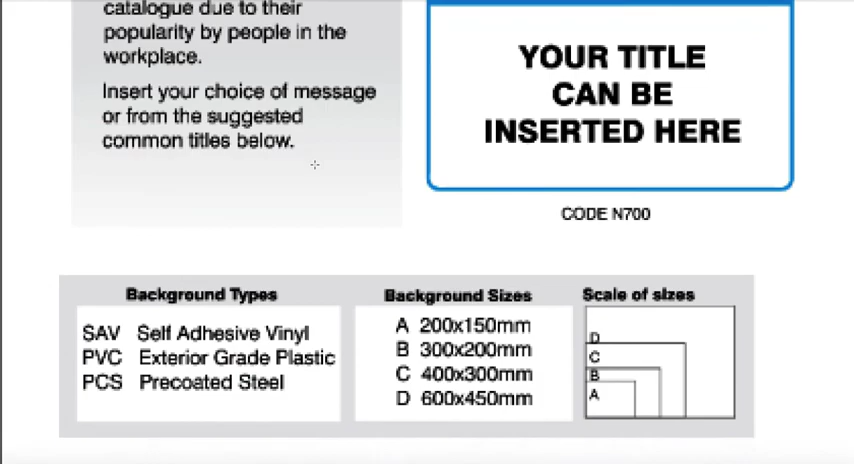 catalogue due to their
popularity by people in the
workplace.
Insert your choice of message
or from the suggested
common titles below.
YOUR TITLE
CAN BE
INSERTED HERE
CODE N700
Background Types
SAV Self Adhesive Vinyl
PVC Exterior Grade Plastic
PCS Precoated Steel
Background Sizes
A 200x150mm
B 300x200mm
C 400x300mm
D 600x450mm
Scale of sizes
D
C
B
A